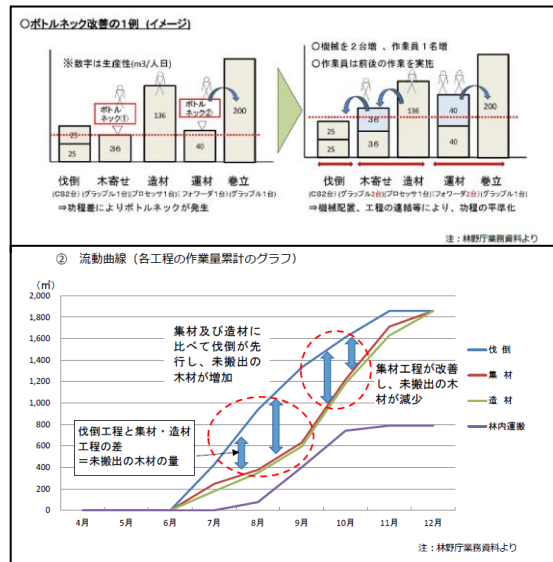 ○ボトルネック改善の1例（イメージ）
※数字は生産性(m3/人日)
ボトルネック①
ボトルネック②
25
25
36
136
40
200
伐倒 木寄せ 造材 運材 巻立
(CS2台)(グラップル1台)(プロセッサ1台)(フォワーダ1台)(グラップル1台)
⇒功程差によりボトルネックが発生
○機械を2台増、作業員1名増
○作業員は前後の作業を実施
25
25
36
36
136
40
40
200
伐倒 木寄せ 造材 運材 巻立
(CS2台)(グラップル2台)(プロセッサ1台)(フォワーダ2台)(グラップル1台)
⇒機械配置、工程の連結等により、功程の平準化
注：林野庁業務資料より
② 流動曲線（各工程の作業量累計のグラフ）
（㎥）
2,000
1,800
1,600
1,400
1,200
1,000
800
600
400
200
0
集材及び造材に
比べて伐倒が先
行し、未搬出の
木材が増加
伐倒工程と集材・造材
工程の差
＝未搬出の木材の量
集材工程が改善
し、未搬出の木
材が減少
伐 倒
集 材
造 材
林内運搬
4月 5月 6月 7月 8月 9月 10月 11月 12月
注：林野庁業務資料より